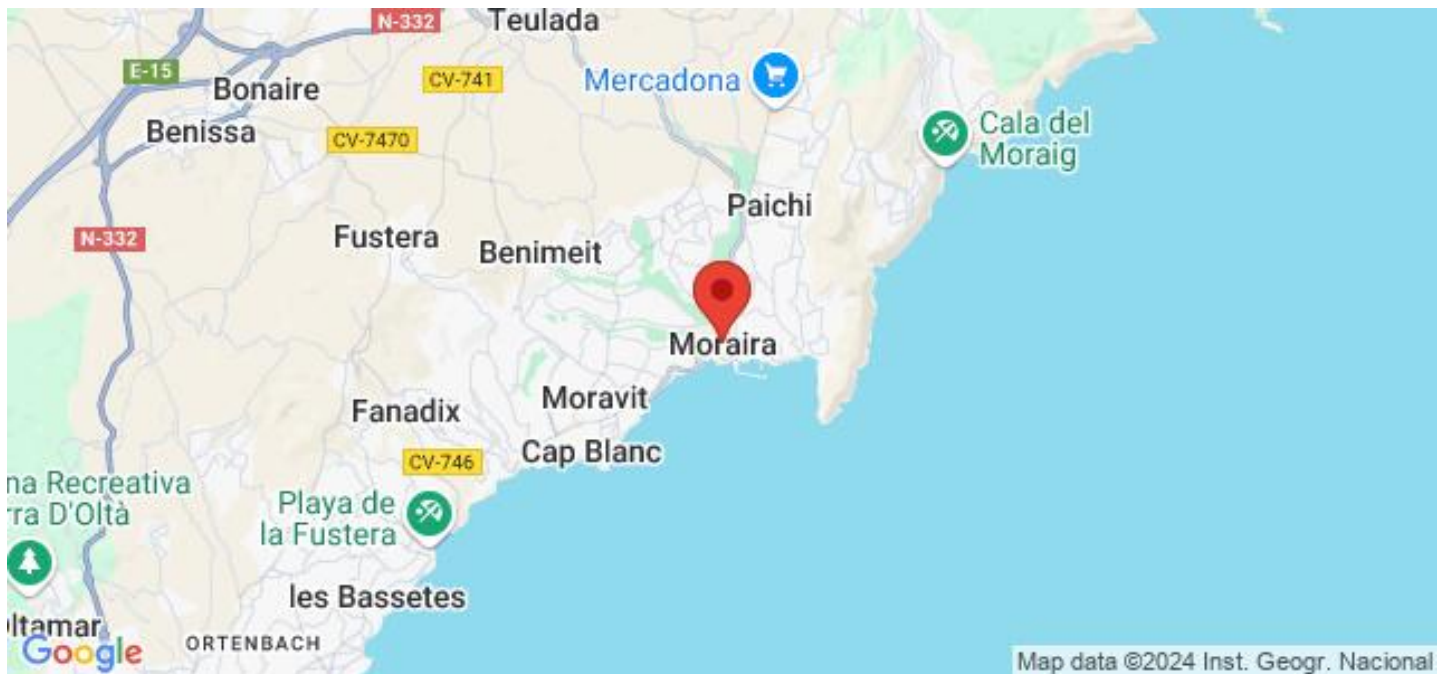 N-332
Teulada
E-15
Bonaire
CV-741
Mercadona
Benissa
CV-7470
Cala del
Moraig
Paichi
N-332
Fustera
Benimeit
Moraira
Moravit
Fanadix
Cap Blanc
CV-746
na Recreativa
rra D'Oltà
Playa de
la Fustera
les Bassetes
ltamar
ORTENBACH
Google
Map data ©2024 Inst. Geogr. Nacional